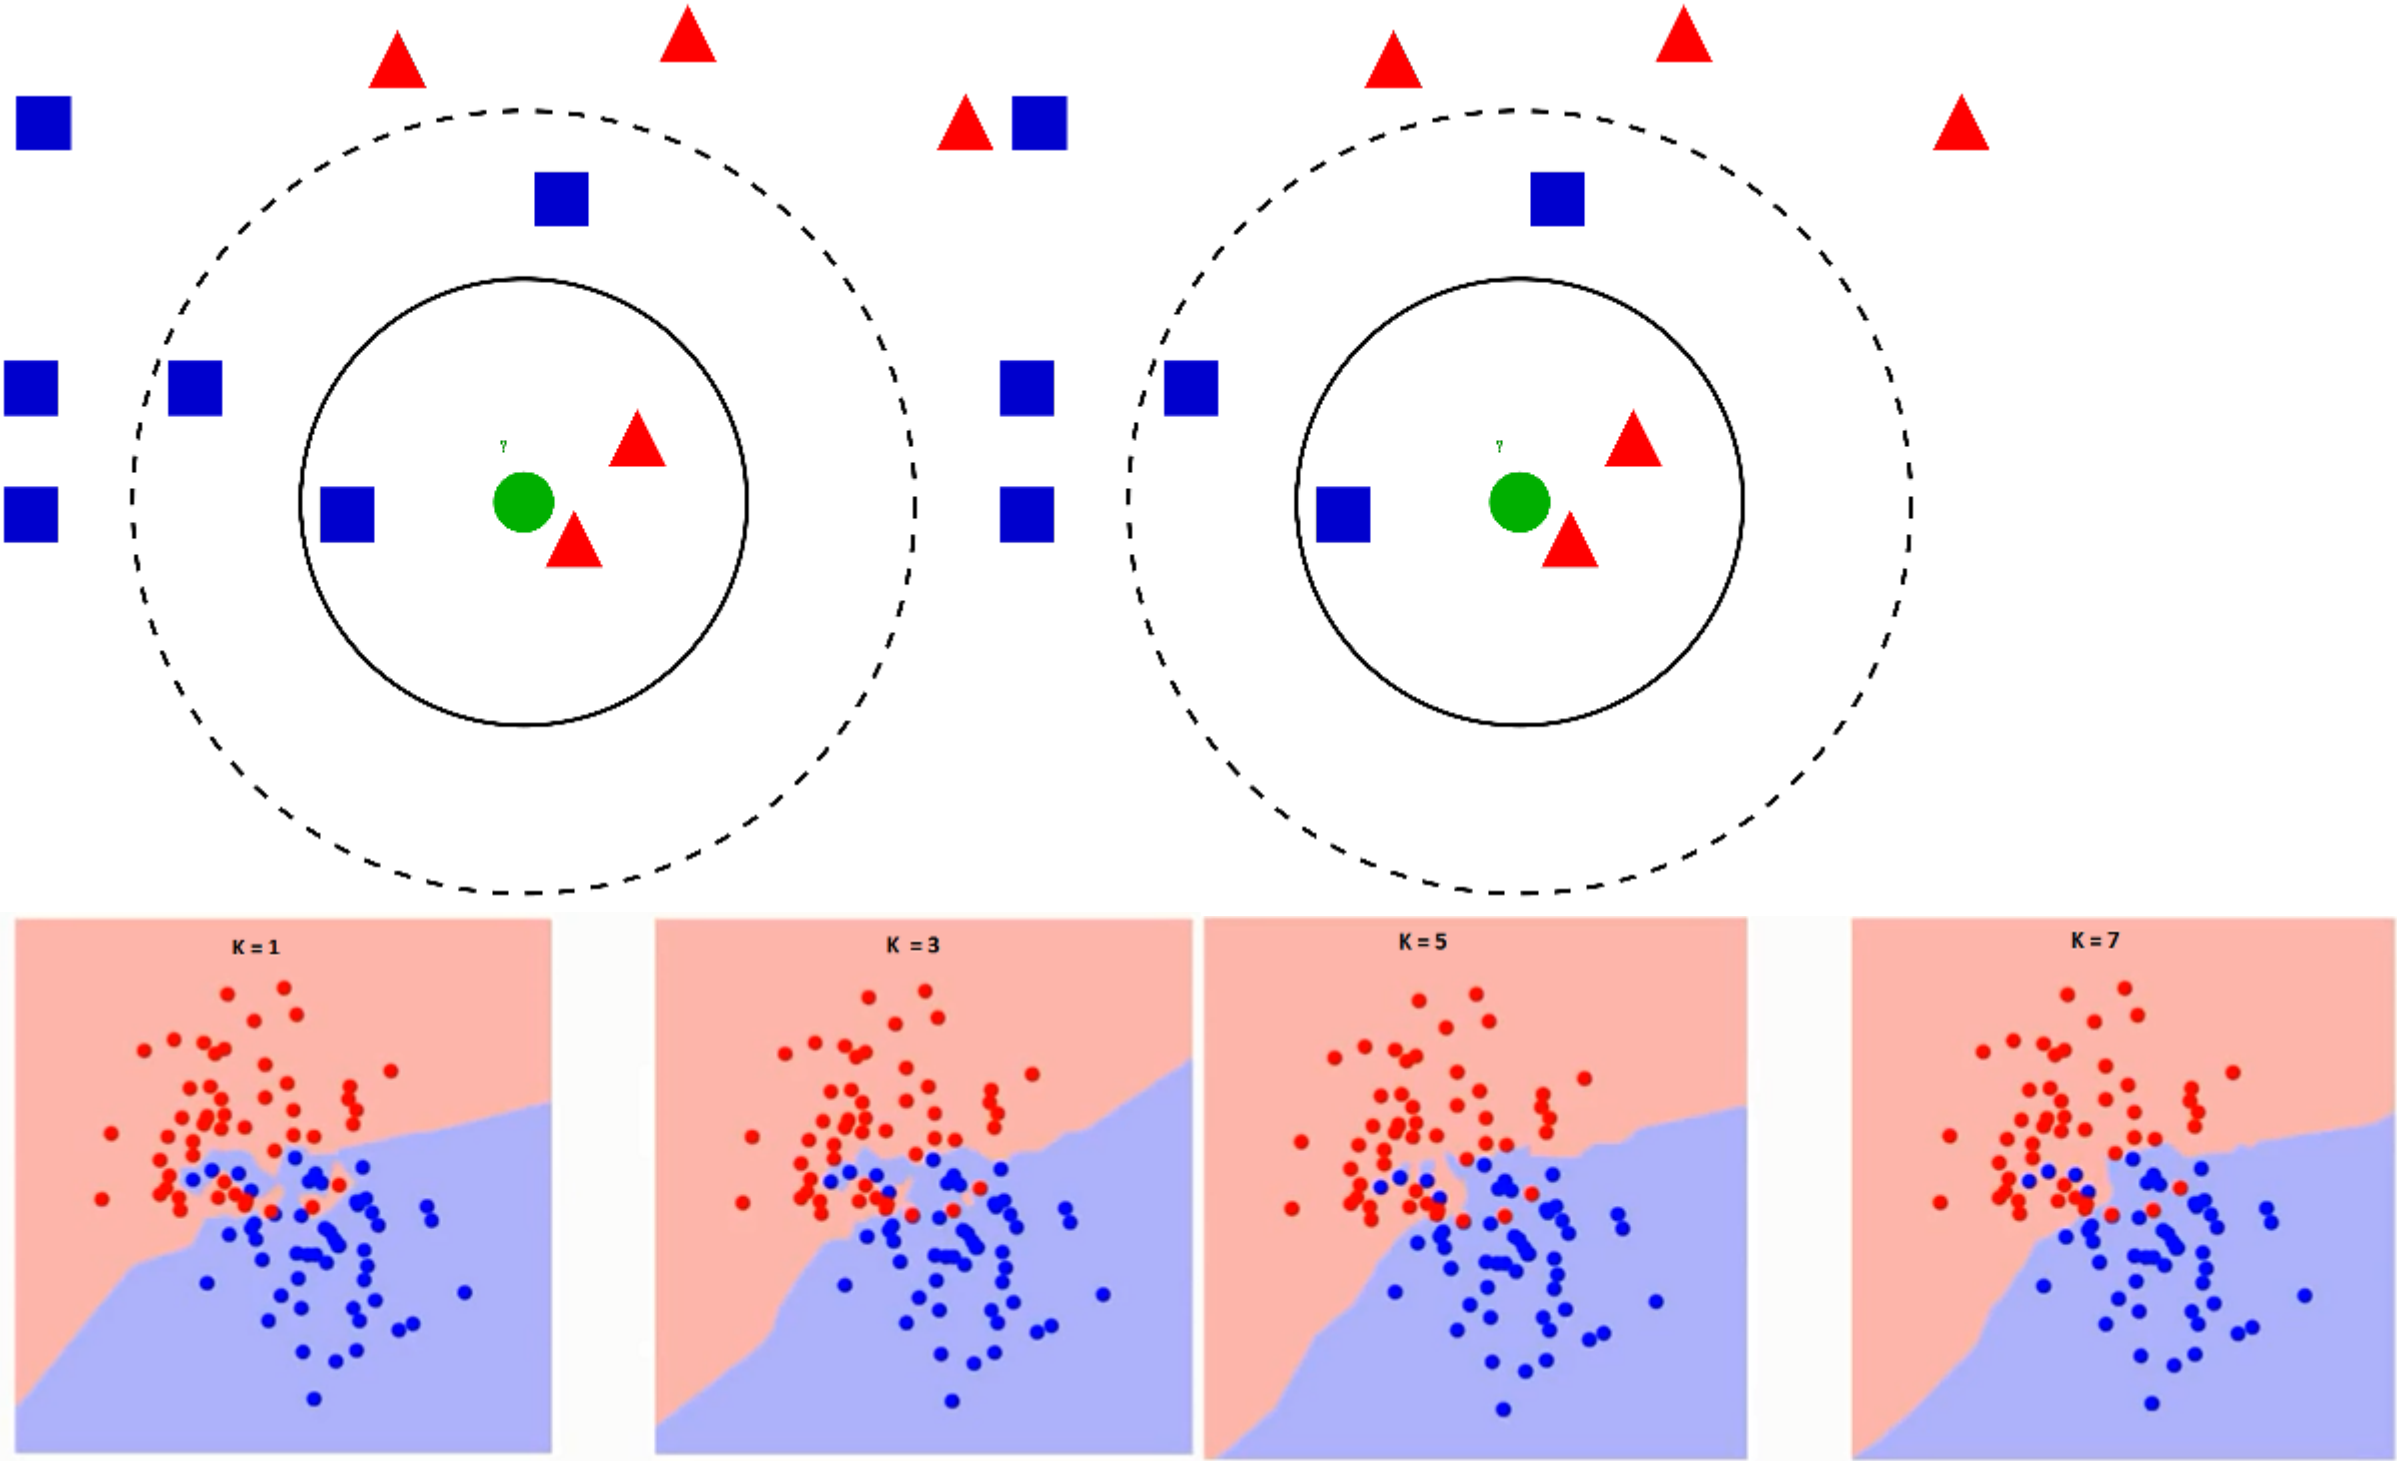 ?
?
K = 1
K = 3
K = 5
K = 7